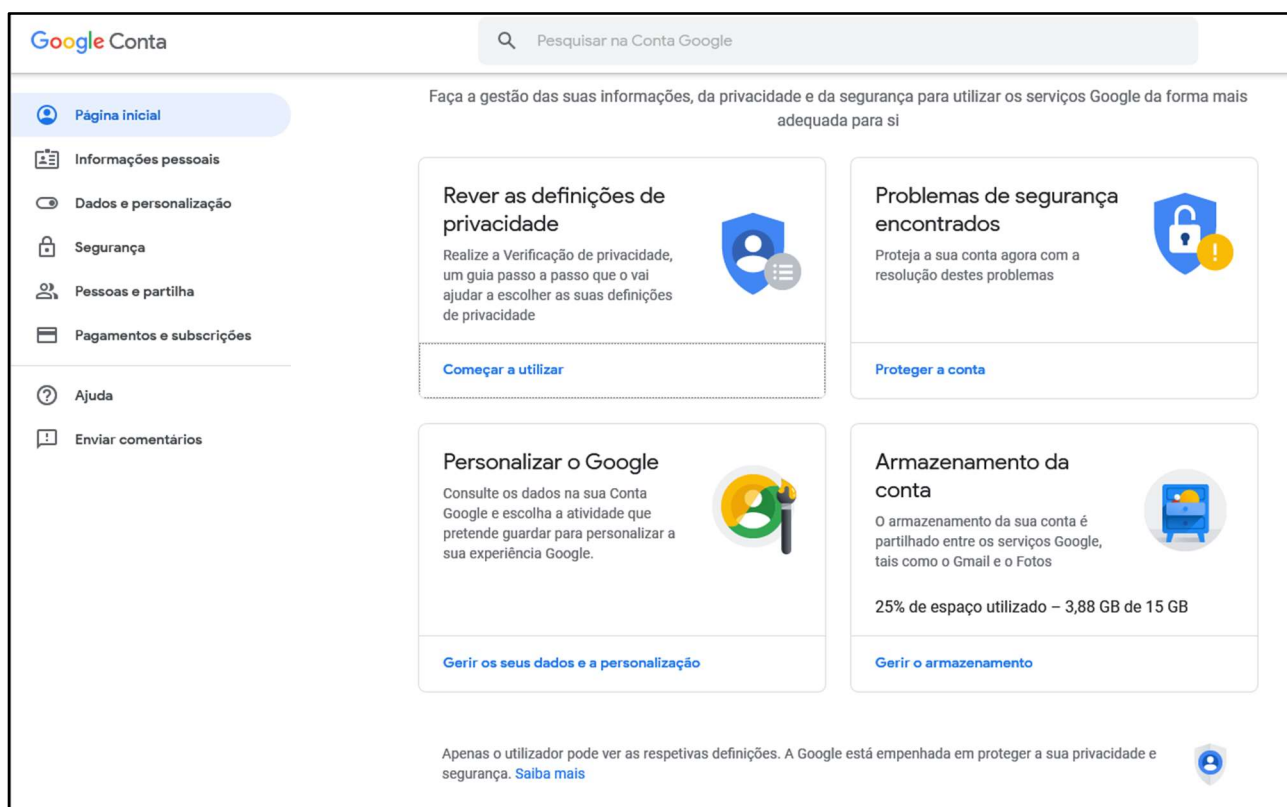 Google Conta
Pesquisar na Conta Google
Página inicial
Informações pessoais
Dados e personalização
Segurança
Pessoas e partilha
Pagamentos e subscrições
Ajuda
Enviar comentários
Faça a gestão das suas informações, da privacidade e da segurança para utilizar os serviços Google da forma mais
adequada para si
Rever as definições de
privacidade
Realize a Verificação de privacidade,
um guia passo a passo que o vai
ajudar a escolher as suas definições
de privacidade
Começar a utilizar
Problemas de segurança
encontrados
Proteja a sua conta agora com a
resolução destes problemas
Proteger a conta
Personalizar o Google
Consulte os dados na sua Conta
Google e escolha a atividade que
pretende guardar para personalizar a
sua experiência Google.
Gerir os seus dados e a personalização
Armazenamento da
conta
O armazenamento da sua conta é
partilhado entre os serviços Google,
tais como o Gmail e o Fotos
25% de espaço utilizado – 3,88 GB de 15 GB
Gerir o armazenamento
Apenas o utilizador pode ver as respetivas definições. A Google está empenhada em proteger a sua privacidade e
segurança. Saiba mais